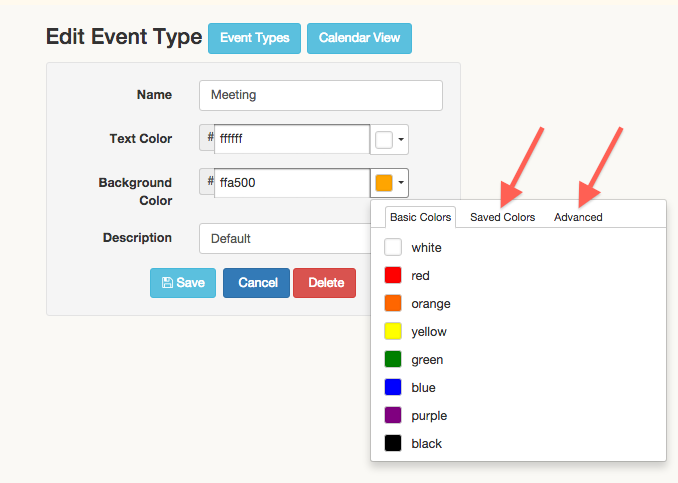 Edit Event Type Event Types Calendar View
Name Meeting
Text Color # ffffff
Background # ffa500
Color
Basic Colors Saved Colors Advanced
Description Default
white
Save Cancel Delete
red
orange
yellow
green
blue
purple
black